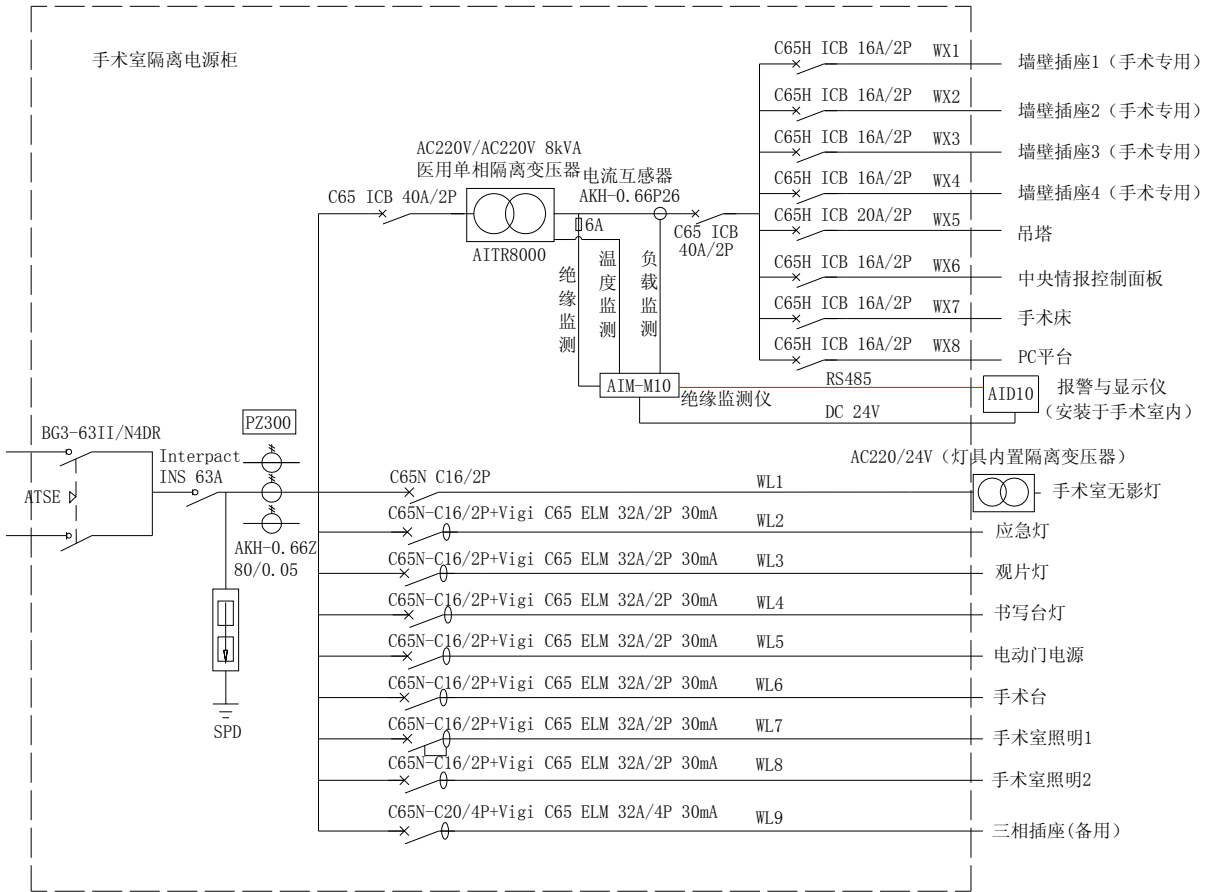 手术室隔离电源柜
C65H ICB 16A/2P WX1 墙壁插座1（手术专用）
C65H ICB 16A/2P WX2 墙壁插座2（手术专用）
C65H ICB 16A/2P WX3 墙壁插座3（手术专用）
C65H ICB 16A/2P WX4 墙壁插座4（手术专用）
C65H ICB 20A/2P WX5 吊塔
C65H ICB 16A/2P WX6 中央情报控制面板
C65H ICB 16A/2P WX7 手术床
C65H ICB 16A/2P WX8 PC平台
AC220V/AC220V 8kVA
医用单相隔离变压器
C65 ICB 40A/2P
AITR8000
电流互感器
AKH-0.66P26
6A
C65 ICB
40A/2P
绝缘监测
温度监测
负载监测
AIM-M10
绝缘监测仪
RS485
DC 24V
AID10
报警与显示仪
（安装于手术室内）
BG3-63II/N4DR
ATSE
Interpact
INS 63A
PZ300
AKH-0.66Z
80/0.05
SPD
AC220/24V（灯具内置隔离变压器）
C65N C16/2P WL1 手术室无影灯
C65N-C16/2P+Vigi C65 ELM 32A/2P 30mA WL2 应急灯
C65N-C16/2P+Vigi C65 ELM 32A/2P 30mA WL3 观片灯
C65N-C16/2P+Vigi C65 ELM 32A/2P 30mA WL4 书写台灯
C65N-C16/2P+Vigi C65 ELM 32A/2P 30mA WL5 电动门电源
C65N-C16/2P+Vigi C65 ELM 32A/2P 30mA WL6 手术台
C65N-C16/2P+Vigi C65 ELM 32A/2P 30mA WL7 手术室照明1
C65N-C16/2P+Vigi C65 ELM 32A/2P 30mA WL8 手术室照明2
C65N-C20/4P+Vigi C65 ELM 32A/4P 30mA WL9 三相插座(备用）